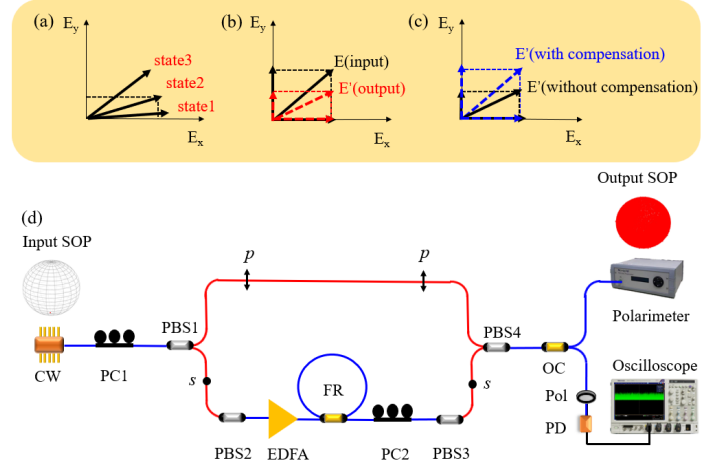 (a)
E_y
state3
state2
state1
E_x
(b)
E_y
E(input)
E'(output)
E_x
(c)
E_y
E'(with compensation)
E'(without compensation)
E_x
(d)
Input SOP
Output SOP
p
p
PBS1
PBS4
Polarimeter
CW
PC1
OC
Oscilloscope
s
FR
s
Pol
PD
PBS2
EDFA
PC2
PBS3